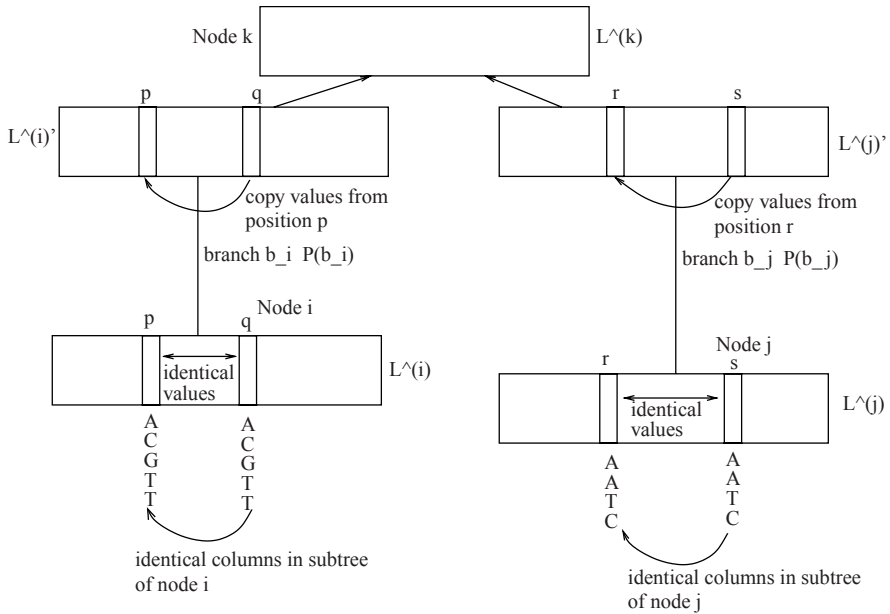 Node k
L^(k)
p
q
r
s
L^(i)’
L^(j)’
copy values from
position p
copy values from
position r
branch b_i P(b_i)
branch b_j P(b_j)
Node i
p
q
Node j
r
s
identical
values
L^(i)
identical
values
L^(j)
A
C
G
T
T
A
C
G
T
T
A
A
T
C
A
A
T
C
identical columns in subtree
of node i
identical columns in subtree
of node j